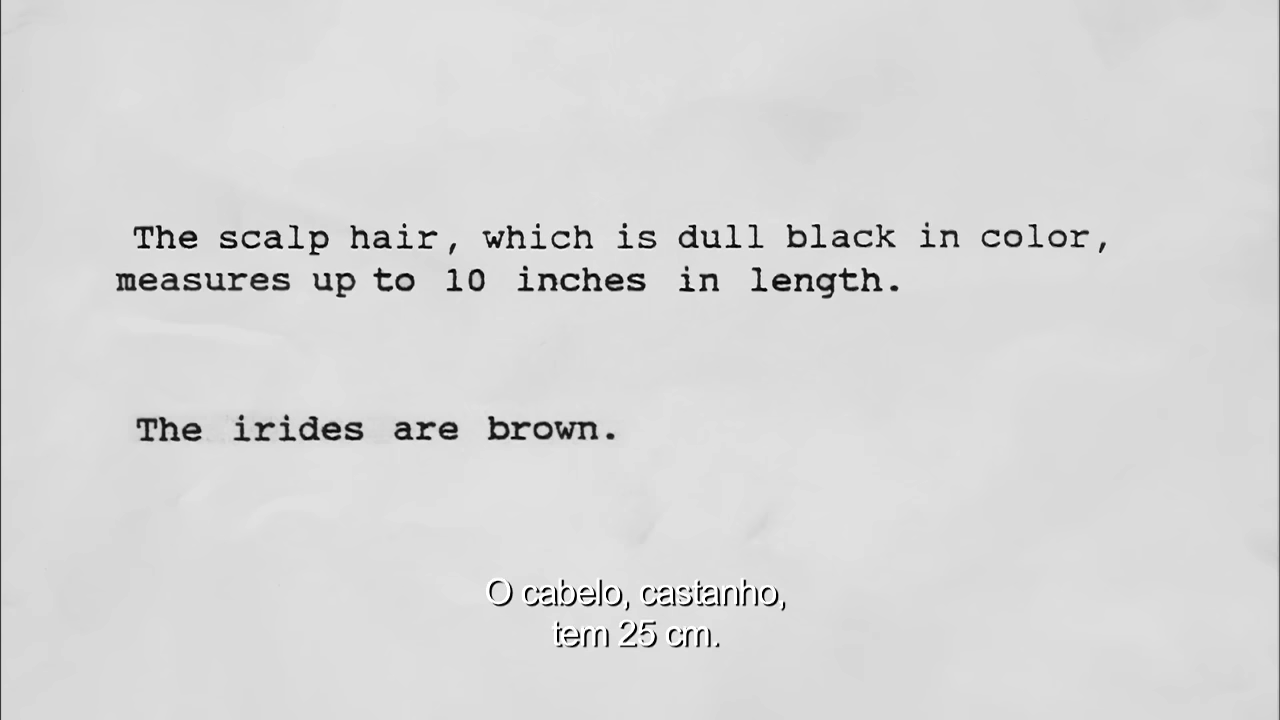 The scalp hair, which is dull black in color,
measures up to 10 inches in length.
The irides are brown.
O cabelo, castanho,
tem 25 cm.